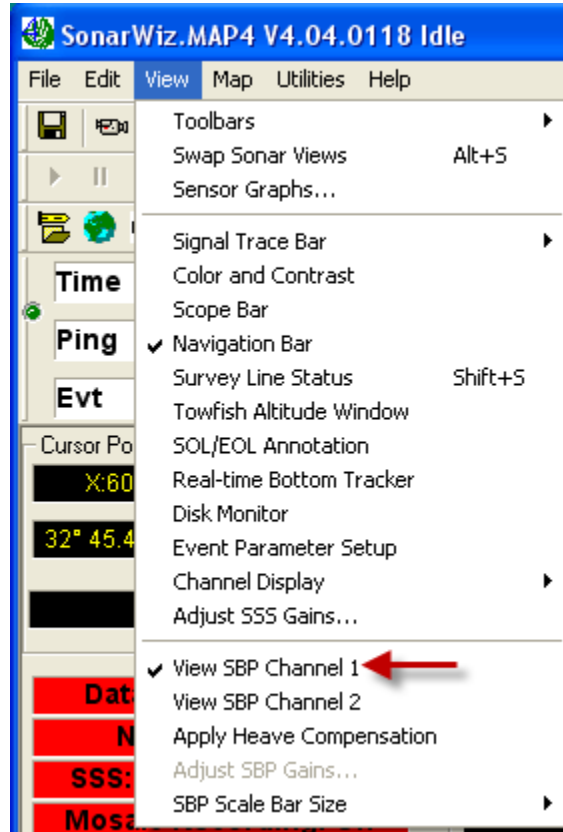 SonarWiz.MAP4 V4.04.0118 Idle
File Edit View Map Utilities Help
Toolbars
Swap Sonar Views Alt+S
Sensor Graphs...
Signal Trace Bar
Color and Contrast
Scope Bar
Navigation Bar
Survey Line Status Shift+S
Towfish Altitude Window
SOL/EOL Annotation
Real-time Bottom Tracker
Disk Monitor
Event Parameter Setup
Channel Display
Adjust SSS Gains...
View SBP Channel 1
View SBP Channel 2
Apply Heave Compensation
Adjust SBP Gains...
SBP Scale Bar Size
Time
Ping
Evt
Cursor Po
X:60
32° 45.4
Dat
N
SSS: